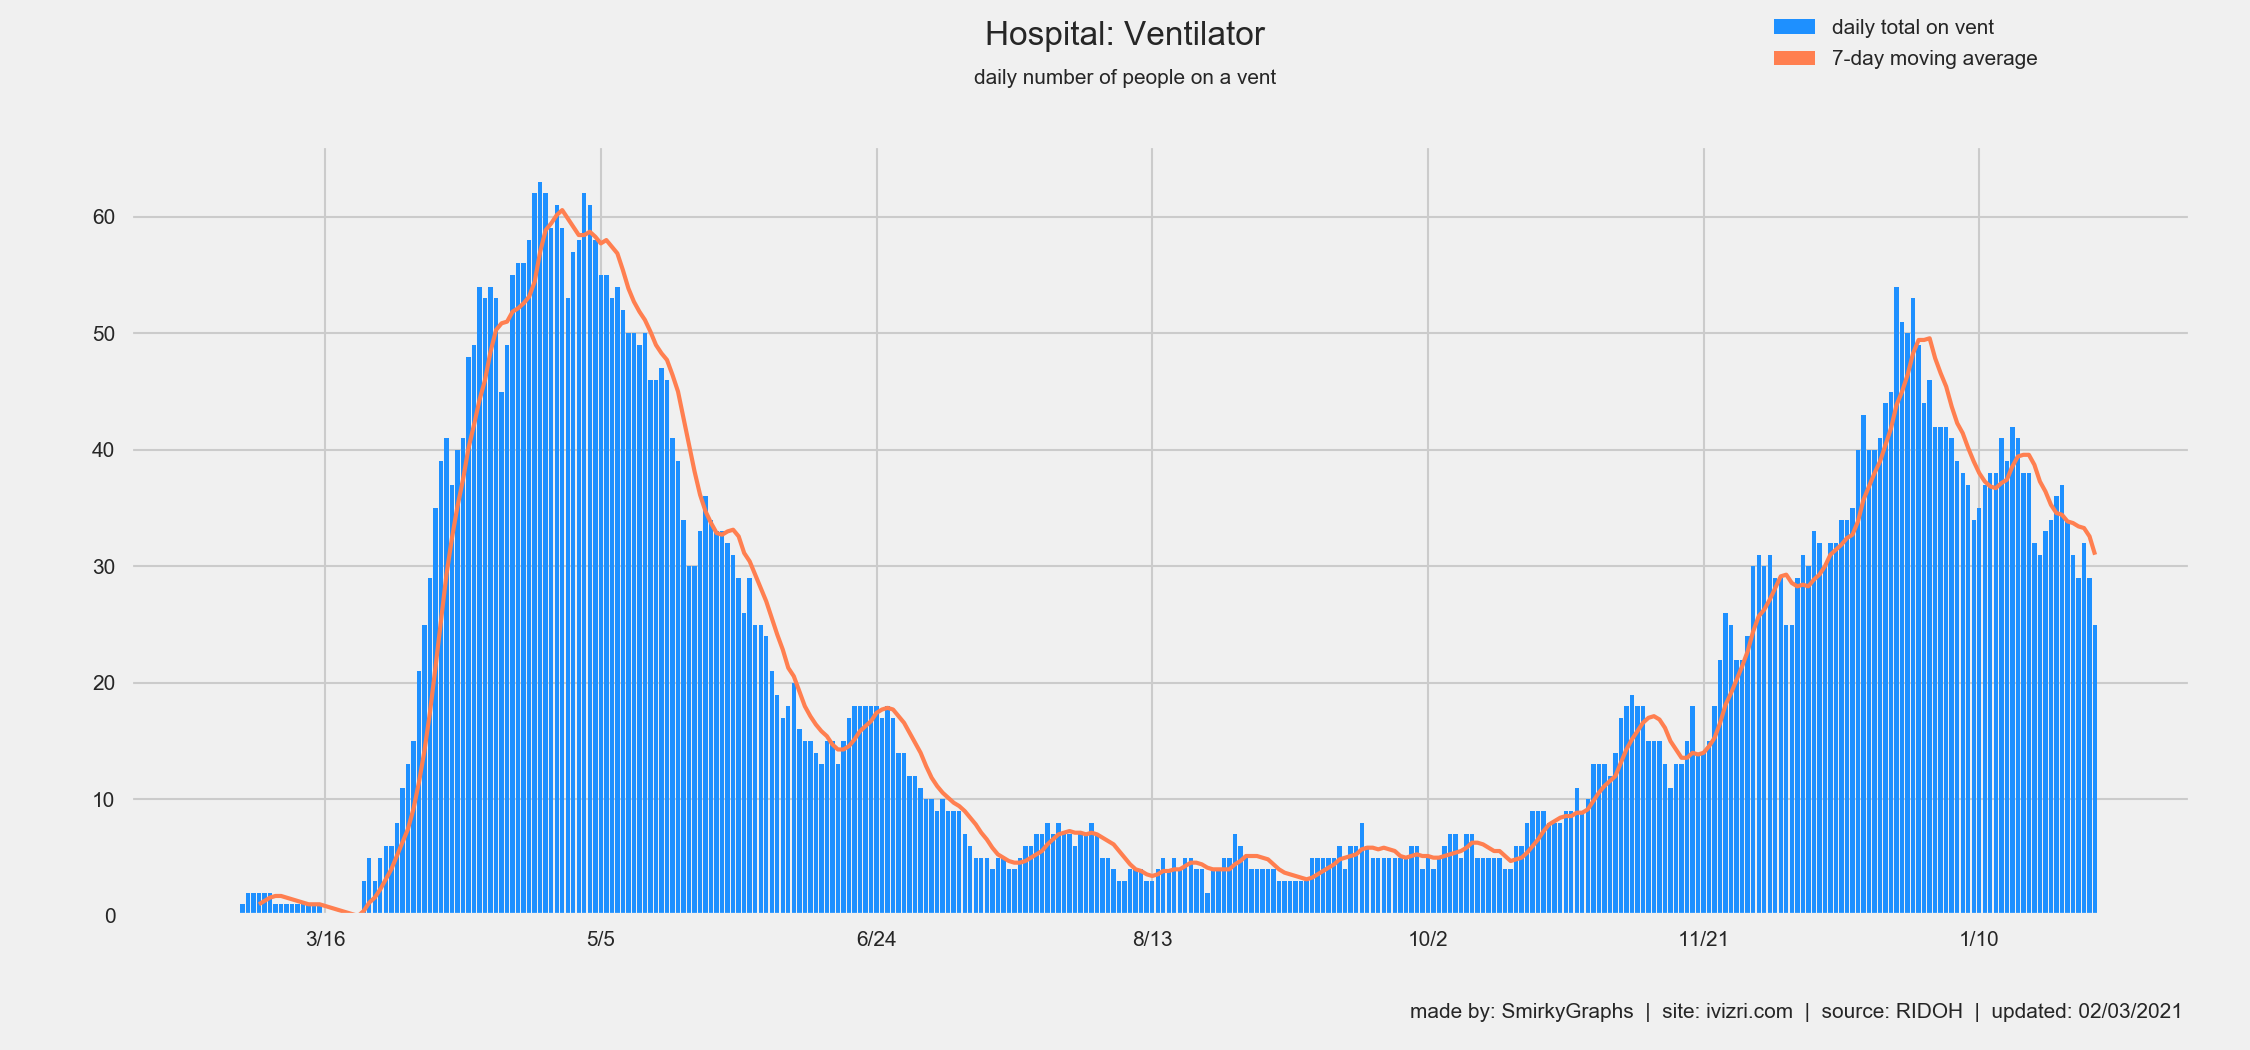 Hospital: Ventilator
daily number of people on a vent
daily total on vent
7-day moving average
60
50
40
30
20
10
0
3/16 5/5 6/24 8/13 10/2 11/21 1/10
made by: SmirkyGraphs | site: ivizri.com | source: RIDOH | updated: 02/03/2021